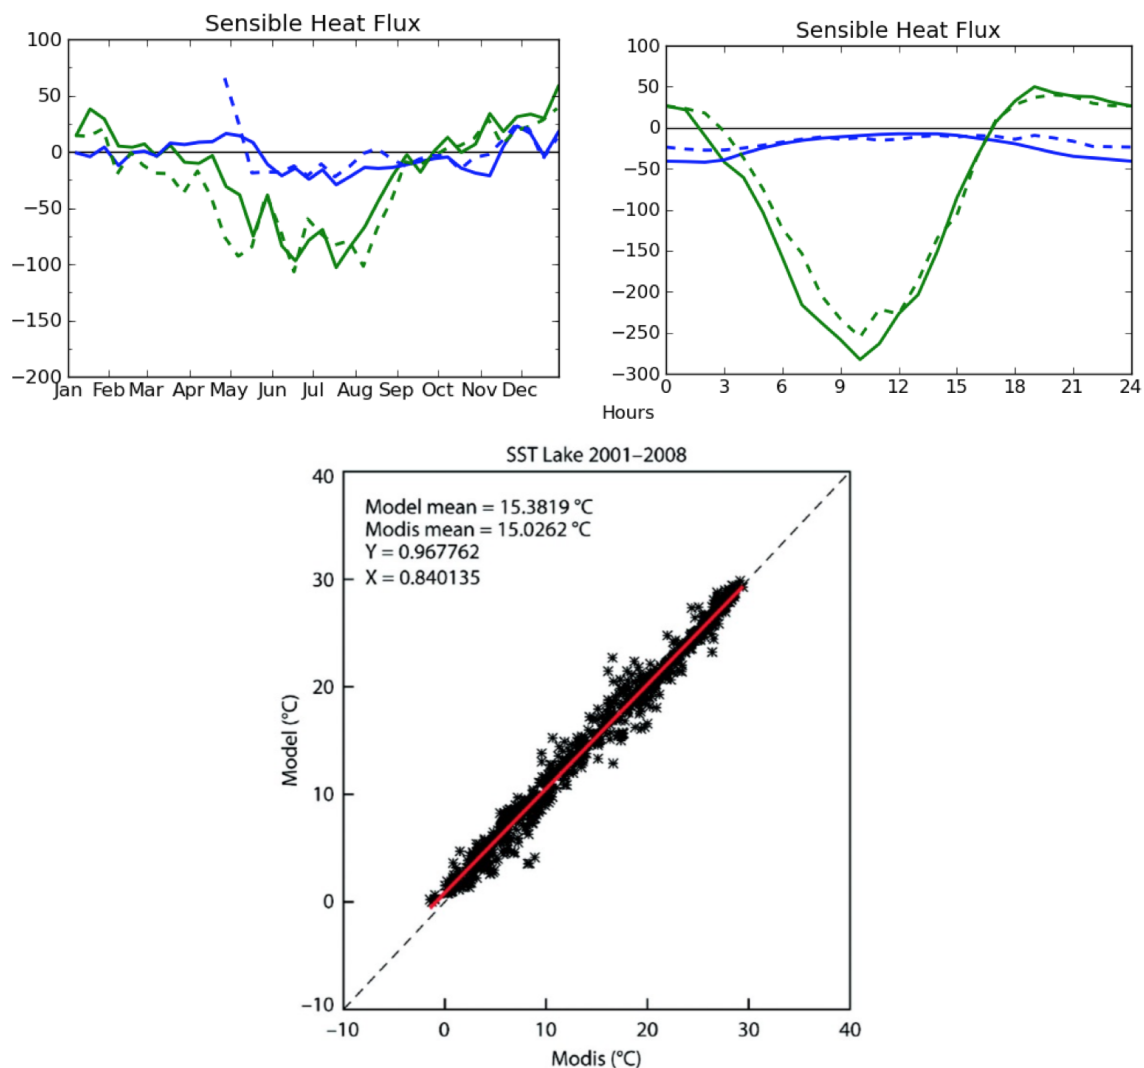 Sensible Heat Flux
100
50
0
−50
−100
−150
−200
Jan Feb Mar Apr May Jun Jul Aug Sep Oct Nov Dec
Sensible Heat Flux
100
50
0
−50
−100
−150
−200
−250
−300
0 3 6 9 12 15 18 21 24
Hours
SST Lake 2001–2008
Model mean = 15.3819 °C
Modis mean = 15.0262 °C
Y = 0.967762
X = 0.840135
40
30
20
10
0
−10
Model (°C)
−10 0 10 20 30 40
Modis (°C)